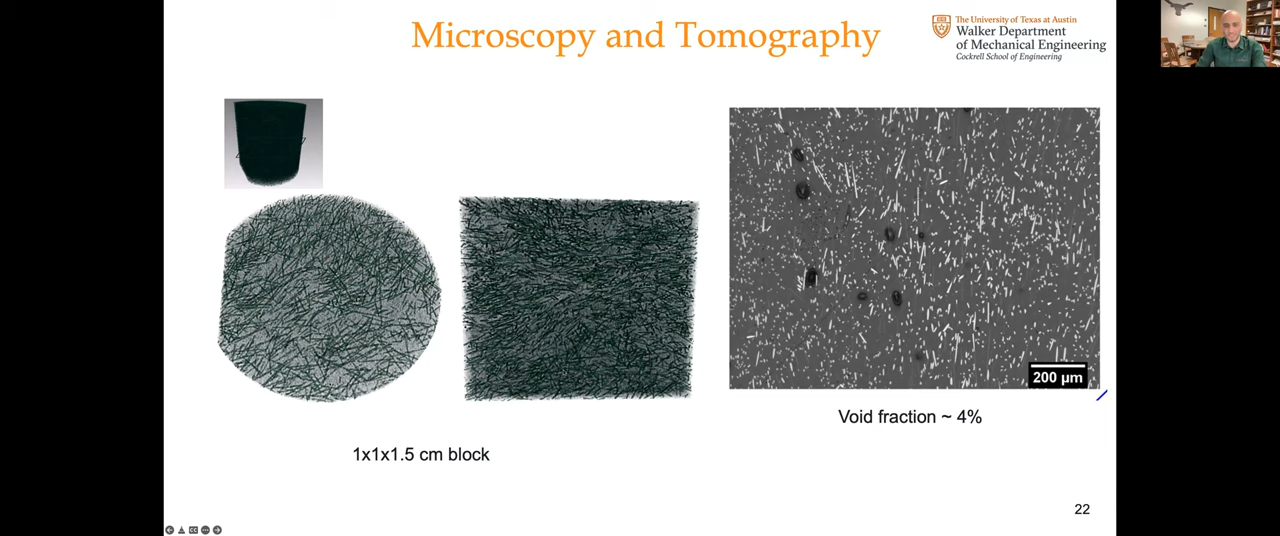 Microscopy and Tomography
The University of Texas at Austin
Walker Department
of Mechanical Engineering
Cockrell School of Engineering
200 µm
Void fraction ~ 4%
1x1x1.5 cm block
22